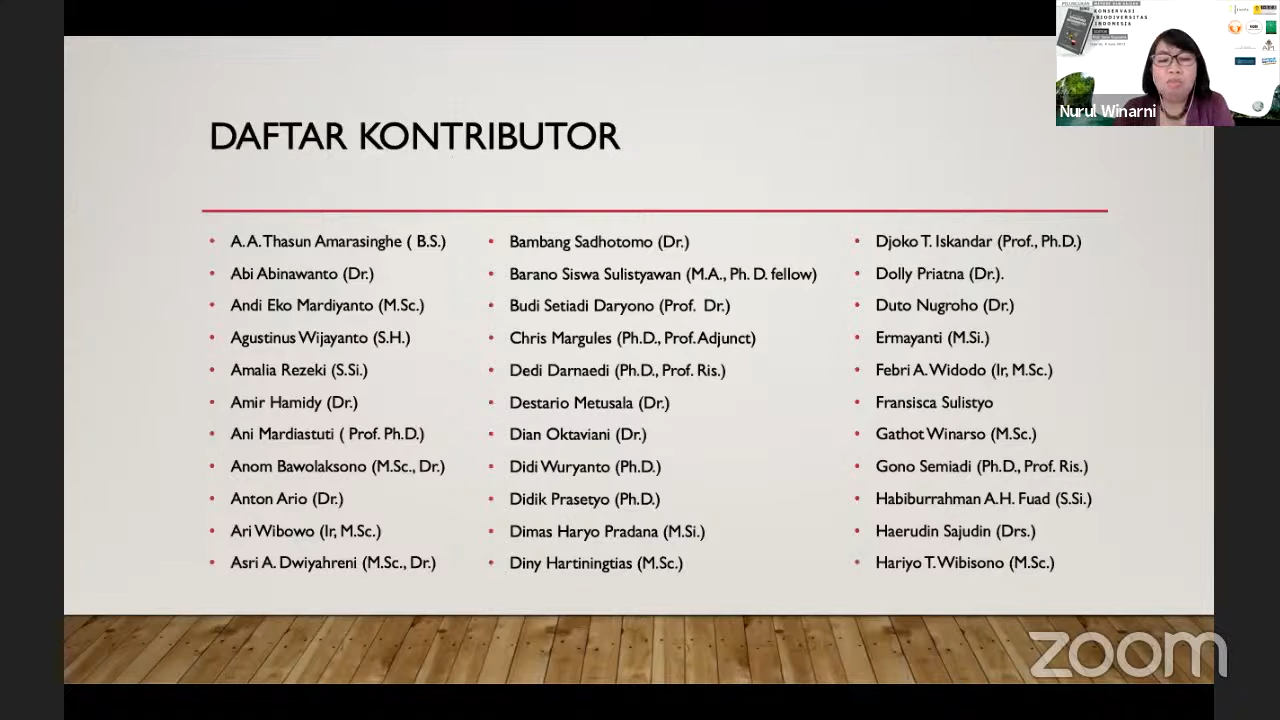 DAFTAR KONTRIBUTOR
A. A. Thasun Amarasinghe ( B.S.)
Abi Abinawanto (Dr.)
Andi Eko Mardiyanto (M.Sc.)
Agustinus Wijayanto (S.H.)
Amalia Rezeki (S.Si.)
Amir Hamidy (Dr.)
Ani Mardiastuti ( Prof. Ph.D.)
Anom Bawolaksono (M.Sc., Dr.)
Anton Ario (Dr.)
Ari Wibowo (Ir, M.Sc.)
Asri A. Dwiyahreni (M.Sc., Dr.)
Bambang Sadhotomo (Dr.)
Barano Siswa Sulistyawan (M.A., Ph. D. fellow)
Budi Setiadi Daryono (Prof. Dr.)
Chris Margules (Ph.D., Prof. Adjunct)
Dedi Darnaedi (Ph.D., Prof. Ris.)
Destario Metusala (Dr.)
Dian Oktaviani (Dr.)
Didi Wuryanto (Ph.D.)
Didik Prasetyo (Ph.D.)
Dimas Haryo Pradana (M.Si.)
Diny Hartiningtias (M.Sc.)
Djoko T. Iskandar (Prof., Ph.D.)
Dolly Priatna (Dr.).
Duto Nugroho (Dr.)
Ermayanti (M.Si.)
Febri A. Widodo (Ir, M.Sc.)
Fransisca Sulistyo
Gathot Winarso (M.Sc.)
Gono Semiadi (Ph.D., Prof. Ris.)
Habiburrahman A.H. Fuad (S.Si.)
Haerudin Sajudin (Drs.)
Hariyo T. Wibisono (M.Sc.)
KONSERVASI
BIODIVERSITAS
INDONESIA
Nurul Winarni
zoom